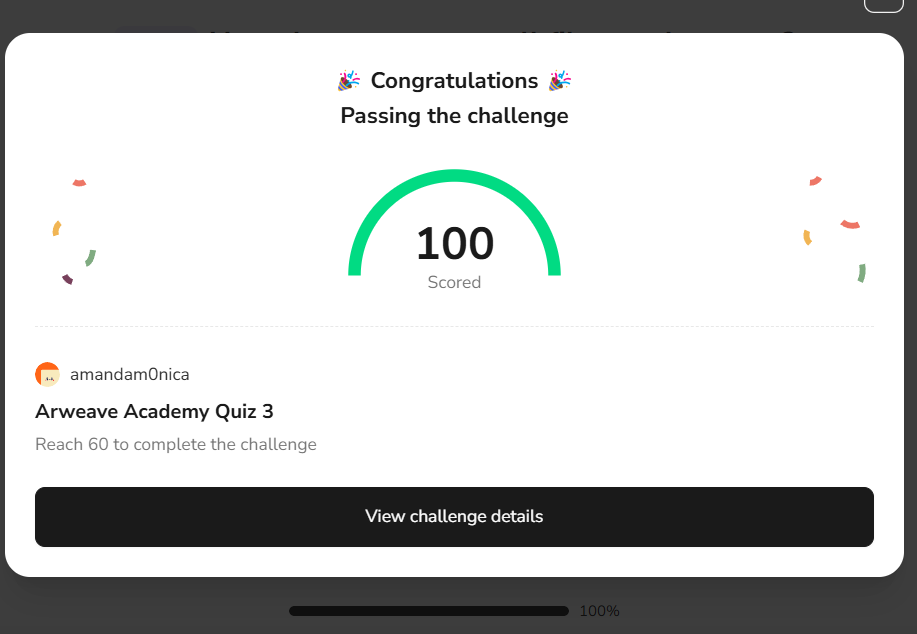 🎉 Congratulations 🎉
Passing the challenge
100
Scored
amandam0nica
Arweave Academy Quiz 3
Reach 60 to complete the challenge
View challenge details
100%